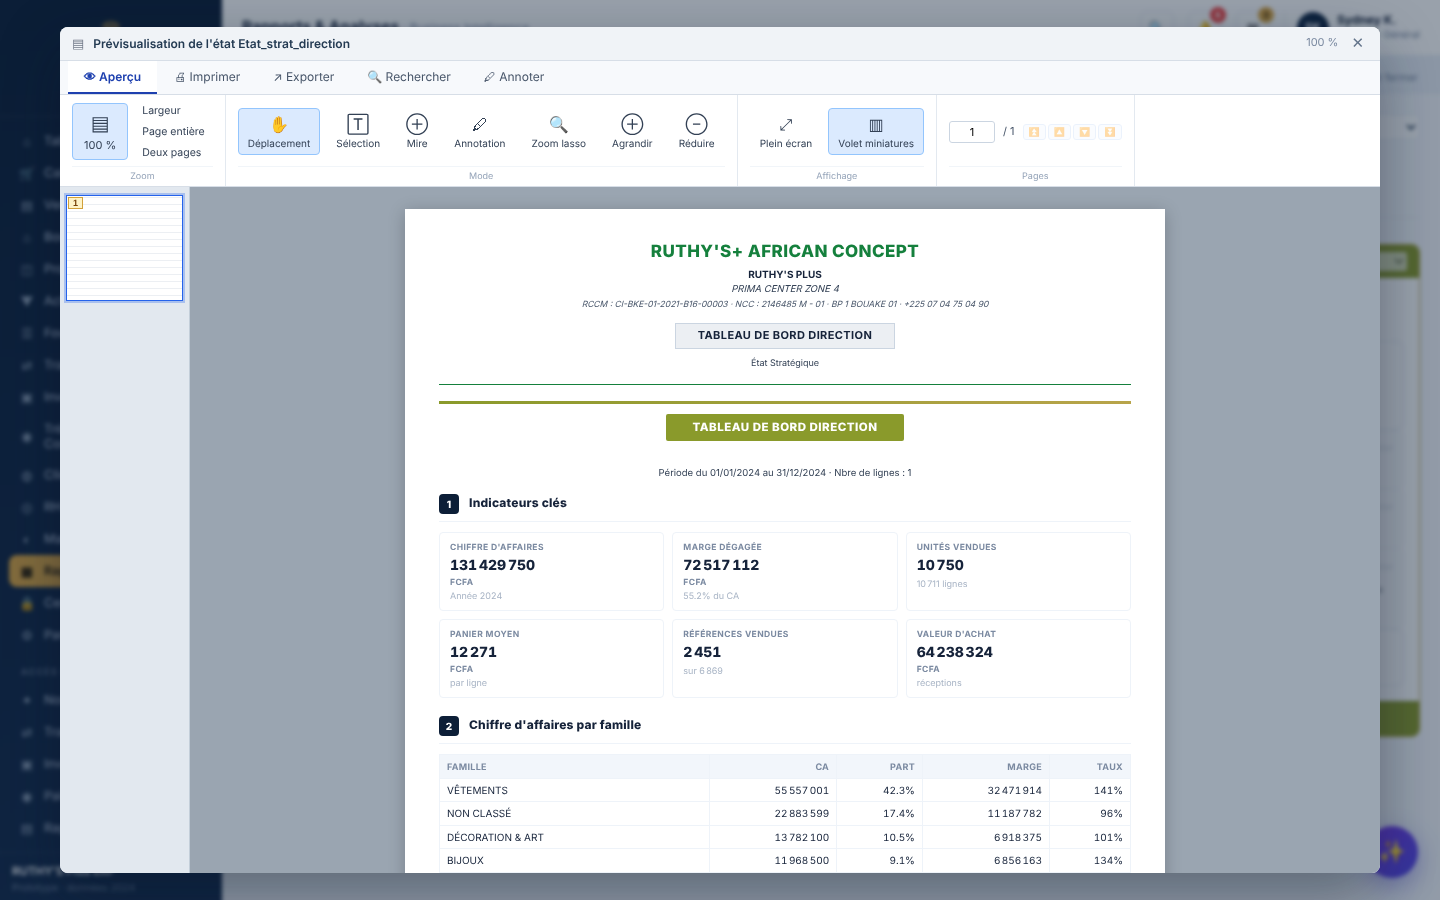 Prévisualisation de l'état Etat_strat_direction
100 %
Aperçu
Imprimer
Exporter
Rechercher
Annoter
100 %
Largeur
Page entière
Deux pages
Zoom
Déplacement
Sélection
Mire
Annotation
Zoom lasso
Agrandir
Réduire
Mode
Plein écran
Volet miniatures
Affichage
1 / 1
Pages
1
RUTHY'S+ AFRICAN CONCEPT
RUTHY'S PLUS
PRIMA CENTER ZONE 4
RCCM : CI-BKE-01-2021-B16-00003 · NCC : 2146485 M - 01 · BP 1 BOUAKE 01 · +225 07 04 75 04 90
TABLEAU DE BORD DIRECTION
État Stratégique
TABLEAU DE BORD DIRECTION
Période du 01/01/2024 au 31/12/2024 · Nbre de lignes : 1
1 Indicateurs clés
CHIFFRE D'AFFAIRES
131 429 750
FCFA
Année 2024
MARGE DÉGAGÉE
72 517 112
FCFA
55.2% du CA
UNITÉS VENDUES
10 750
10 711 lignes
PANIER MOYEN
12 271
FCFA
par ligne
RÉFÉRENCES VENDUES
2 451
sur 6 869
VALEUR D'ACHAT
64 238 324
FCFA
réceptions
2 Chiffre d'affaires par famille
FAMILLE CA PART MARGE TAUX
VÊTEMENTS 55 557 001 42.3% 32 471 914 141%
NON CLASSÉ 22 883 599 17.4% 11 187 782 96%
DÉCORATION & ART 13 782 100 10.5% 6 918 375 101%
BIJOUX 11 968 500 9.1% 6 856 163 134%